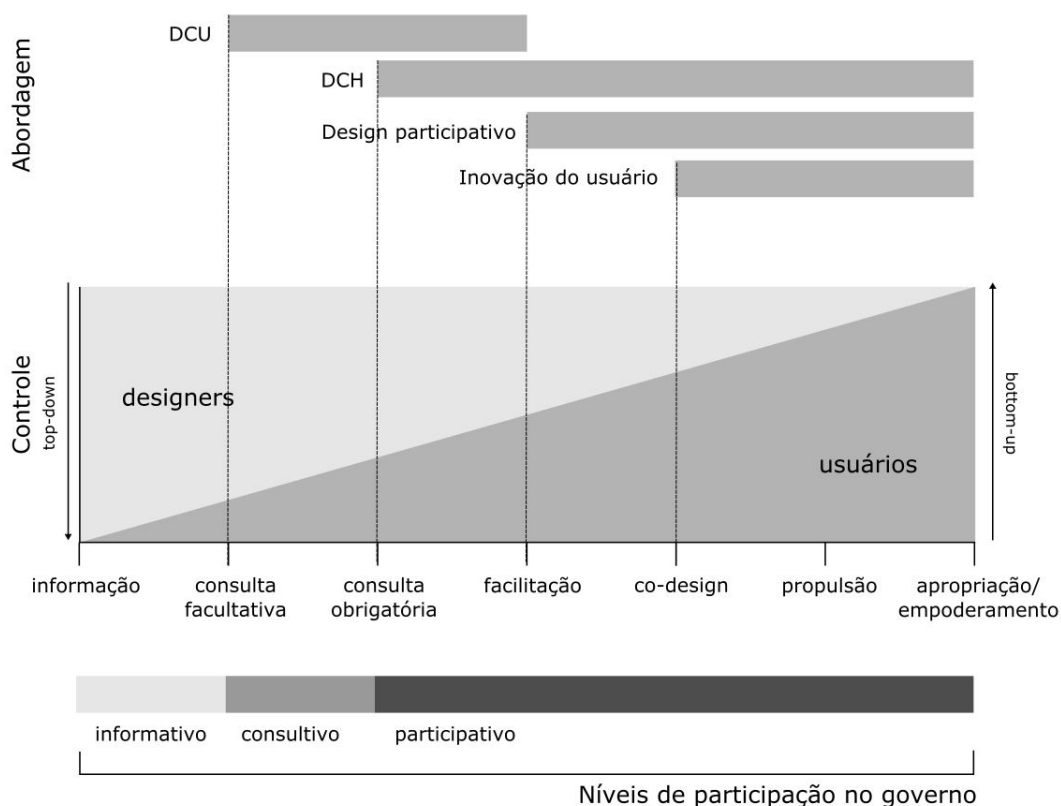 Abordagem
DCU
DCH
Design participativo
Inovação do usuário
Controle
top-down
designers
usuários
bottom-up
informação
consulta
facultativa
consulta
obrigatória
facilitação
co-design
propulsão
apropriação/
empoderamento
informativo
consultivo
participativo
Níveis de participação no governo